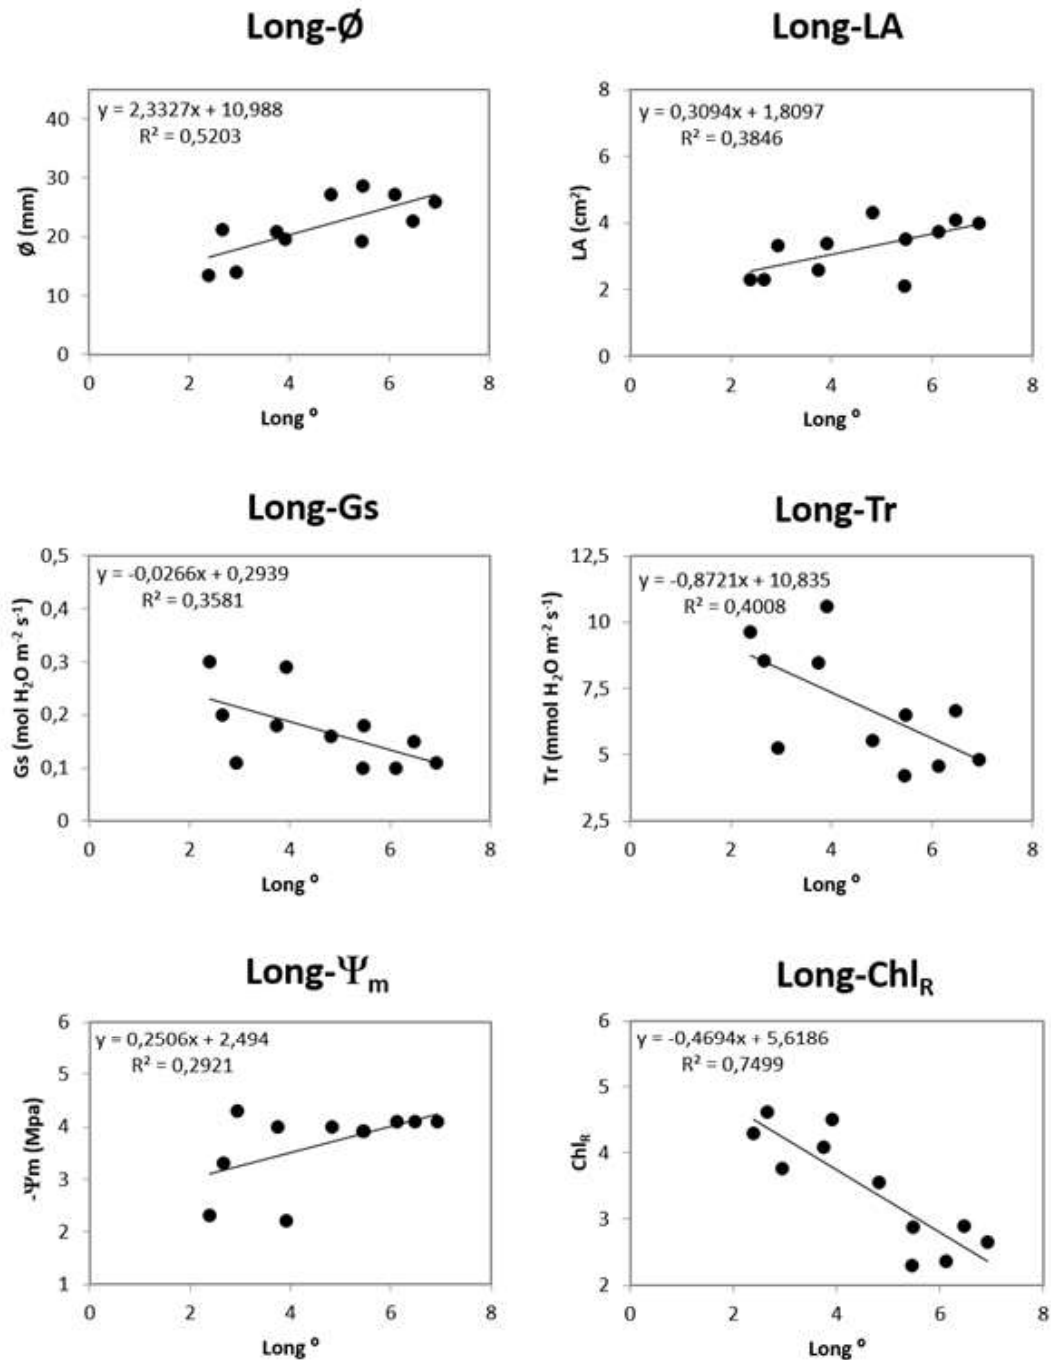 Long-Ø
y = 2,3327x + 10,988
R² = 0,5203
40
30
20
10
0
Ø (mm)
0 2 4 6 8
Long º
Long-LA
y = 0,3094x + 1,8097
R² = 0,3846
8
6
4
2
0
LA (cm²)
0 2 4 6 8
Long º
Long-Gs
y = -0,0266x + 0,2939
R² = 0,3581
0,5
0,4
0,3
0,2
0,1
0
Gs (mol H₂O m⁻² s⁻¹)
0 2 4 6 8
Long º
Long-Tr
y = -0,8721x + 10,835
R² = 0,4008
12,5
10
7,5
5
2,5
Tr (mmol H₂O m⁻² s⁻¹)
0 2 4 6 8
Long º
Long-Ψₘ
y = 0,2506x + 2,494
R² = 0,2921
6
5
4
3
2
1
-Ψm (Mpa)
0 2 4 6 8
Long º
Long-Chl_R
y = -0,4694x + 5,6186
R² = 0,7499
6
5
4
3
2
Chl_R
0 2 4 6 8
Long º